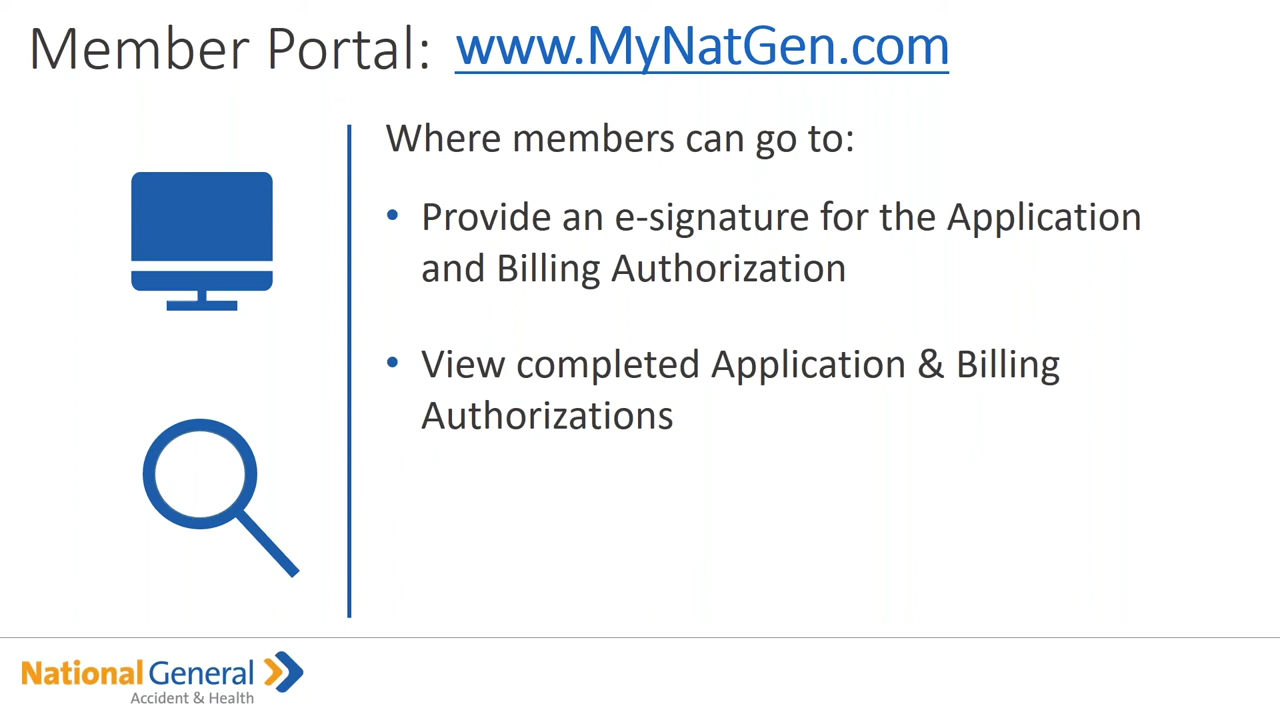 Member Portal: www.MyNatGen.com
Where members can go to:
• Provide an e-signature for the Application
and Billing Authorization
• View completed Application & Billing
Authorizations
National General
Accident & Health